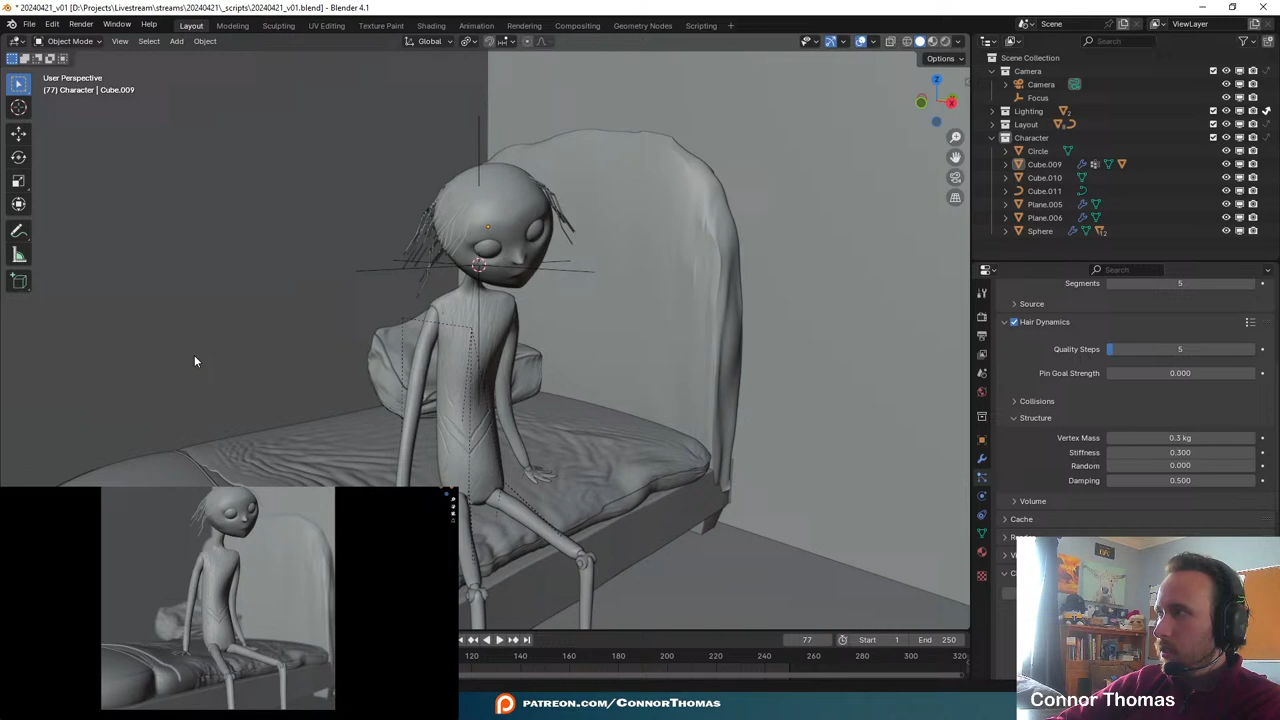 * 20240421_v01 [D:\Projects\Livestream\streams\20240421\_scripts\20240421_v01.blend] - Blender 4.1
File Edit Render Window Help Layout Modeling Sculpting UV Editing Texture Paint Shading Animation Rendering Compositing Geometry Nodes Scripting + Scene ViewLayer
Object Mode View Select Add Object Global Search
Options
User Perspective
(77) Character | Cube.009
Scene Collection
Camera
Camera
Focus
Lighting 2
Layout
Character
Circle
Cube.009
Cube.010
Cube.011
Plane.005
Plane.006
Sphere 12
Search
Segments 5
Source
Hair Dynamics
Quality Steps 5
Pin Goal Strength 0.000
Collisions
Structure
Vertex Mass 0.3 kg
Stiffness 0.300
Random 0.000
Damping 0.500
Volume
Cache
77 Start 1 End 250
120 140 160 180 200 220 240 260 280 300 320
PATREON.COM/CONNORTHOMAS
Connor Thomas